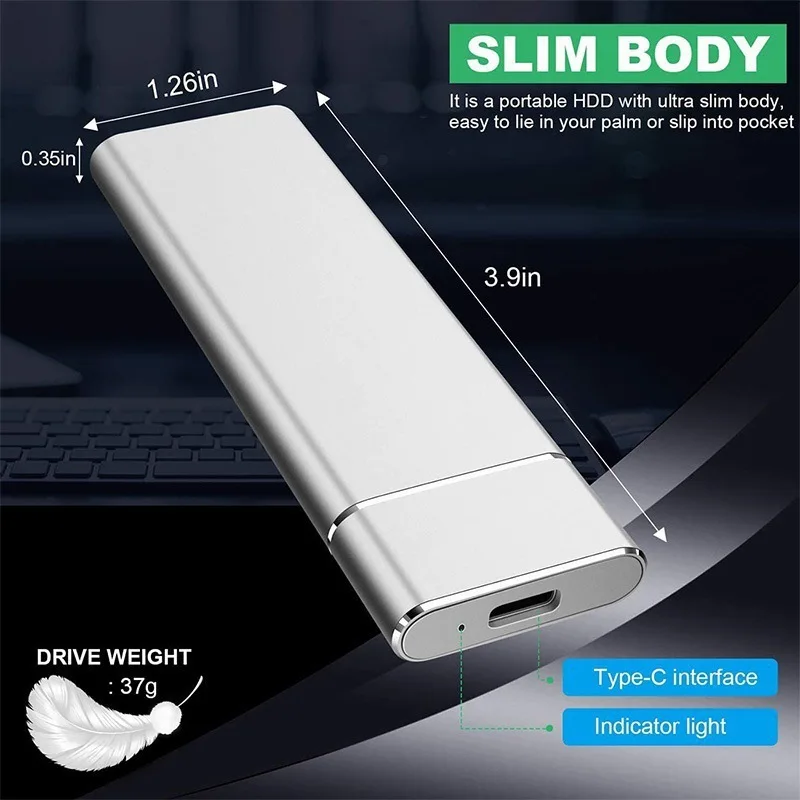 SLIM BODY
It is a portable HDD with ultra slim body,
easy to lie in your palm or slip into pocket
1.26in
0.35in
3.9in
DRIVE WEIGHT
: 37g
Type-C interface
Indicator light